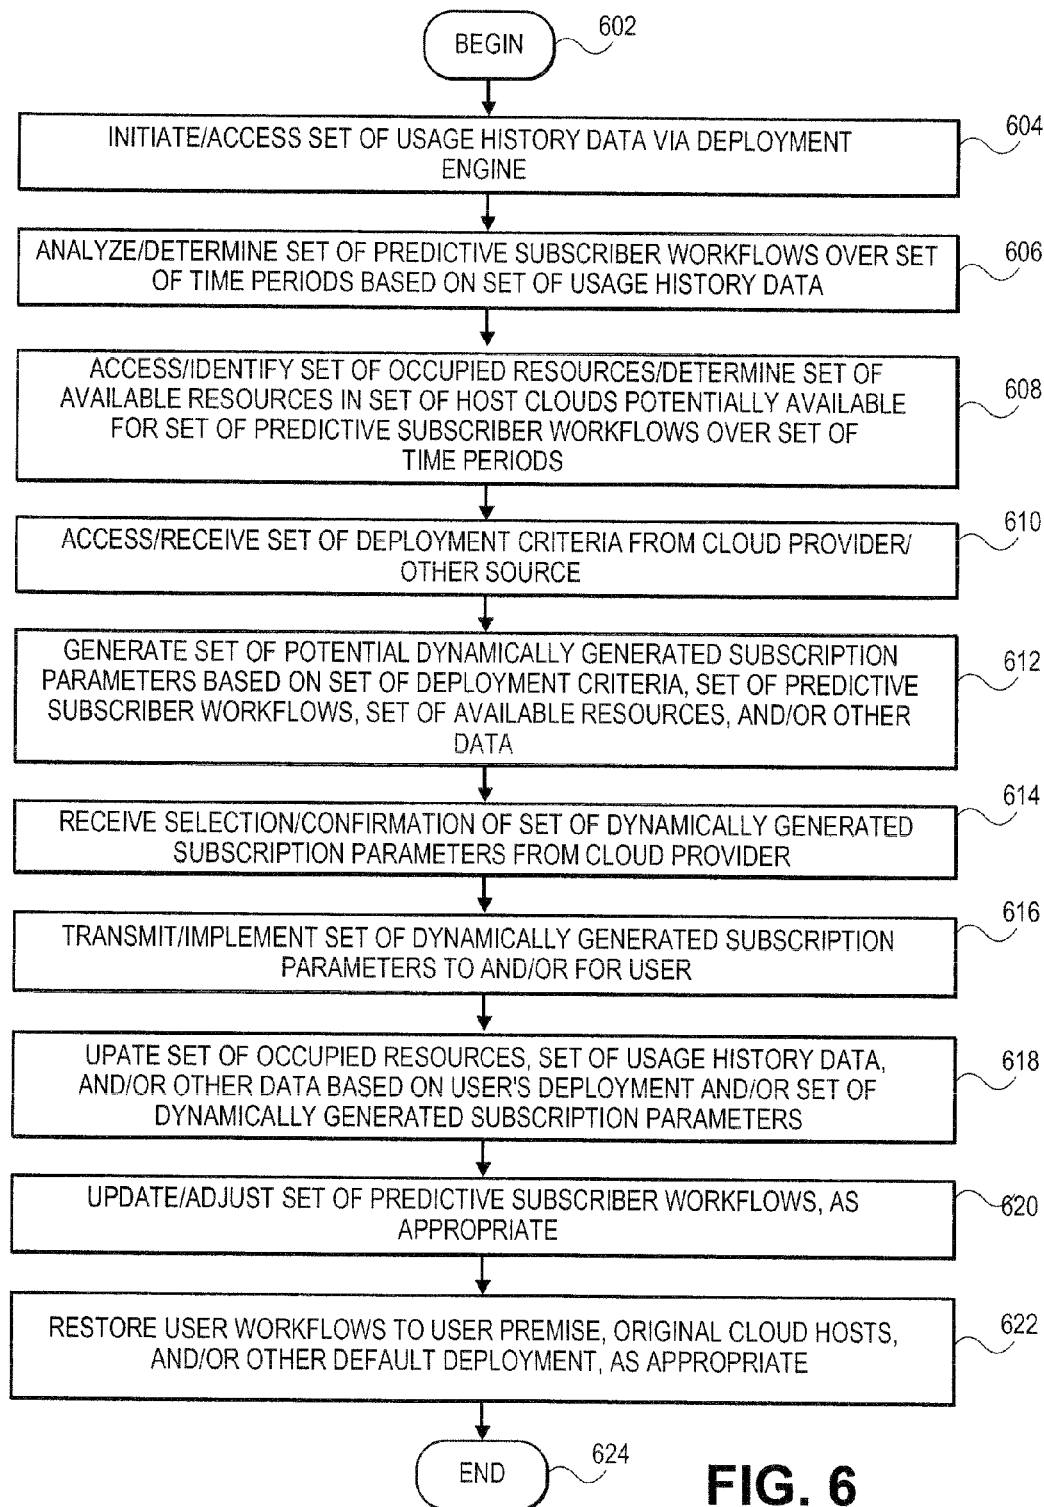 BEGIN
602
INITIATE/ACCESS SET OF USAGE HISTORY DATA VIA DEPLOYMENT
ENGINE
604
ANALYZE/DETERMINE SET OF PREDICTIVE SUBSCRIBER WORKFLOWS OVER SET
OF TIME PERIODS BASED ON SET OF USAGE HISTORY DATA
606
ACCESS/IDENTIFY SET OF OCCUPIED RESOURCES/DETERMINE SET OF
AVAILABLE RESOURCES IN SET OF HOST CLOUDS POTENTIALLY AVAILABLE
FOR SET OF PREDICTIVE SUBSCRIBER WORKFLOWS OVER SET OF
TIME PERIODS
608
ACCESS/RECEIVE SET OF DEPLOYMENT CRITERIA FROM CLOUD PROVIDER/
OTHER SOURCE
610
GENERATE SET OF POTENTIAL DYNAMICALLY GENERATED SUBSCRIPTION
PARAMETERS BASED ON SET OF DEPLOYMENT CRITERIA, SET OF PREDICTIVE
SUBSCRIBER WORKFLOWS, SET OF AVAILABLE RESOURCES, AND/OR OTHER
DATA
612
RECEIVE SELECTION/CONFIRMATION OF SET OF DYNAMICALLY GENERATED
SUBSCRIPTION PARAMETERS FROM CLOUD PROVIDER
614
TRANSMIT/IMPLEMENT SET OF DYNAMICALLY GENERATED SUBSCRIPTION
PARAMETERS TO AND/OR FOR USER
616
UPATE SET OF OCCUPIED RESOURCES, SET OF USAGE HISTORY DATA,
AND/OR OTHER DATA BASED ON USER'S DEPLOYMENT AND/OR SET OF
DYNAMICALLY GENERATED SUBSCRIPTION PARAMETERS
618
UPDATE/ADJUST SET OF PREDICTIVE SUBSCRIBER WORKFLOWS, AS
APPROPRIATE
620
RESTORE USER WORKFLOWS TO USER PREMISE, ORIGINAL CLOUD HOSTS,
AND/OR OTHER DEFAULT DEPLOYMENT, AS APPROPRIATE
622
END
624
FIG. 6